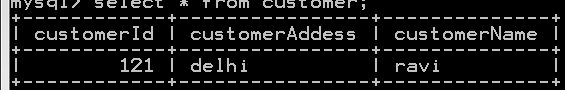 mysql> select * from customer;
| customerId | customerAddess | customerName |
| 121 | delhi | ravi |